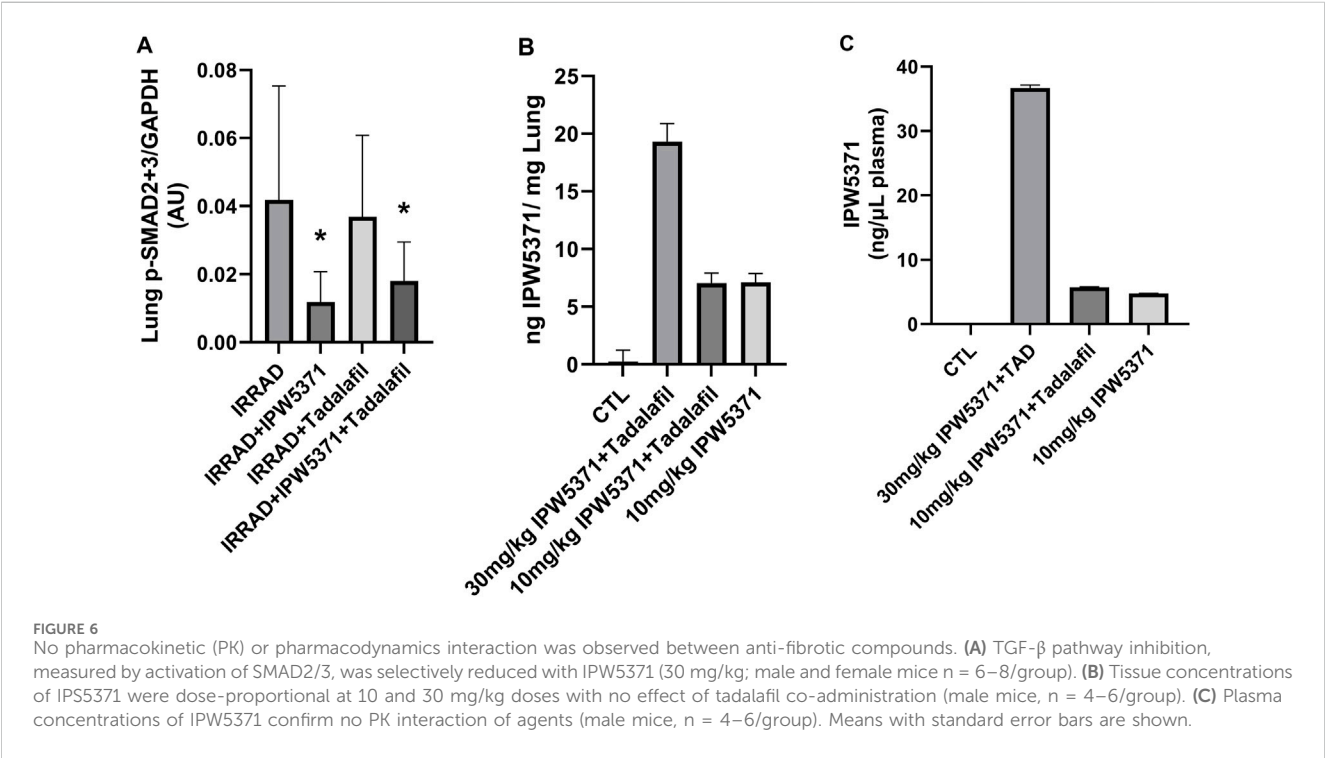 A
Lung p-SMAD2+3/GAPDH
(AU)
0.08
0.06
0.04
0.02
0.00
*
*
IRRAD
IRRAD+IPW5371
IRRAD+Tadalafil
IRRAD+IPW5371+Tadalafil
B
ng IPW5371/ mg Lung
25
20
15
10
5
0
CTL
30mg/kg IPW5371+Tadalafil
10mg/kg IPW5371+Tadalafil
10mg/kg IPW5371
C
IPW5371
(ng/µL plasma)
40
30
20
10
0
CTL
30mg/kg IPW5371+TAD
10mg/kg IPW5371+Tadalafil
10mg/kg IPW5371
FIGURE 6
No pharmacokinetic (PK) or pharmacodynamics interaction was observed between anti-fibrotic compounds. (A) TGF-β pathway inhibition,
measured by activation of SMAD2/3, was selectively reduced with IPW5371 (30 mg/kg; male and female mice n = 6–8/group). (B) Tissue concentrations
of IPS5371 were dose-proportional at 10 and 30 mg/kg doses with no effect of tadalafil co-administration (male mice, n = 4–6/group). (C) Plasma
concentrations of IPW5371 confirm no PK interaction of agents (male mice, n = 4–6/group). Means with standard error bars are shown.